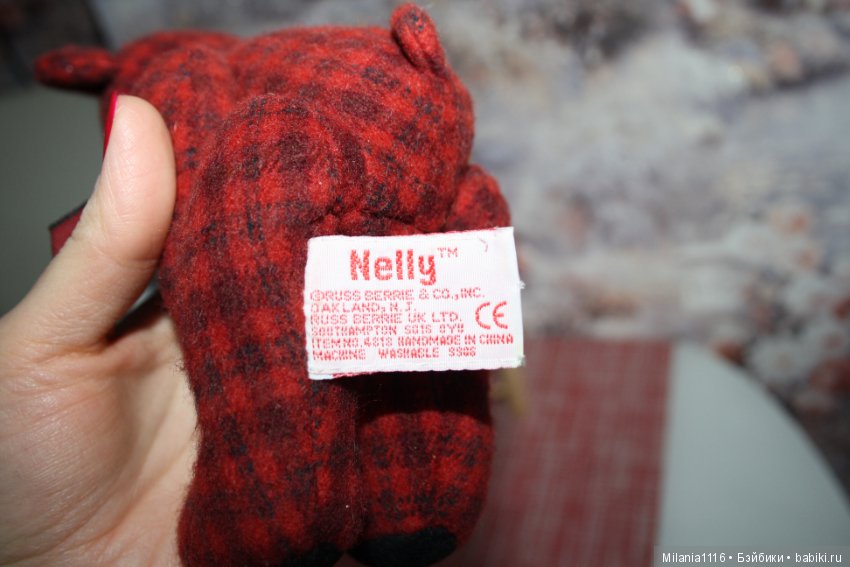 Nelly™
©RUSS BERRIE & CO.,INC.
OAKLAND, N.J.
RUSS BERRIE UK LTD.
SOUTHAMPTON SO16 0YU
ITEM NO.4818 HANDMADE IN CHINA
MACHINE WASHABLE
CE
Milania1116 • Бэйбики • babiki.ru